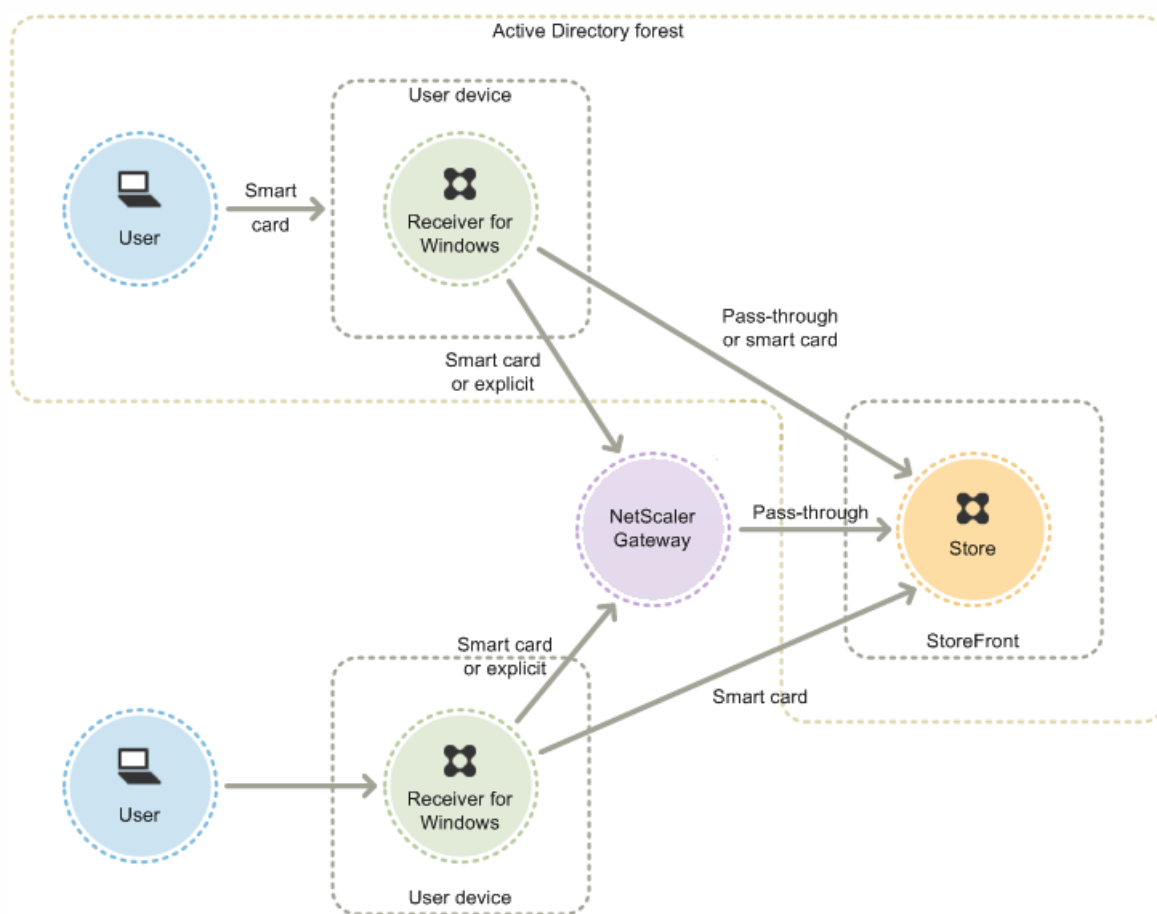 Active Directory forest
User device
Smart
card
User
Receiver for
Windows
Pass-through
or smart card
Smart card
or explicit
NetScaler
Gateway
Pass-through
Store
StoreFront
Smart card
or explicit
Smart card
User
Receiver for
Windows
User device